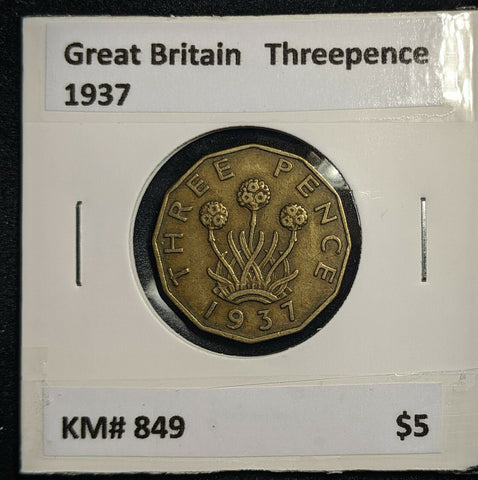 Great Britain Threepence
1937
THREE PENCE
1937
KM# 849 $5